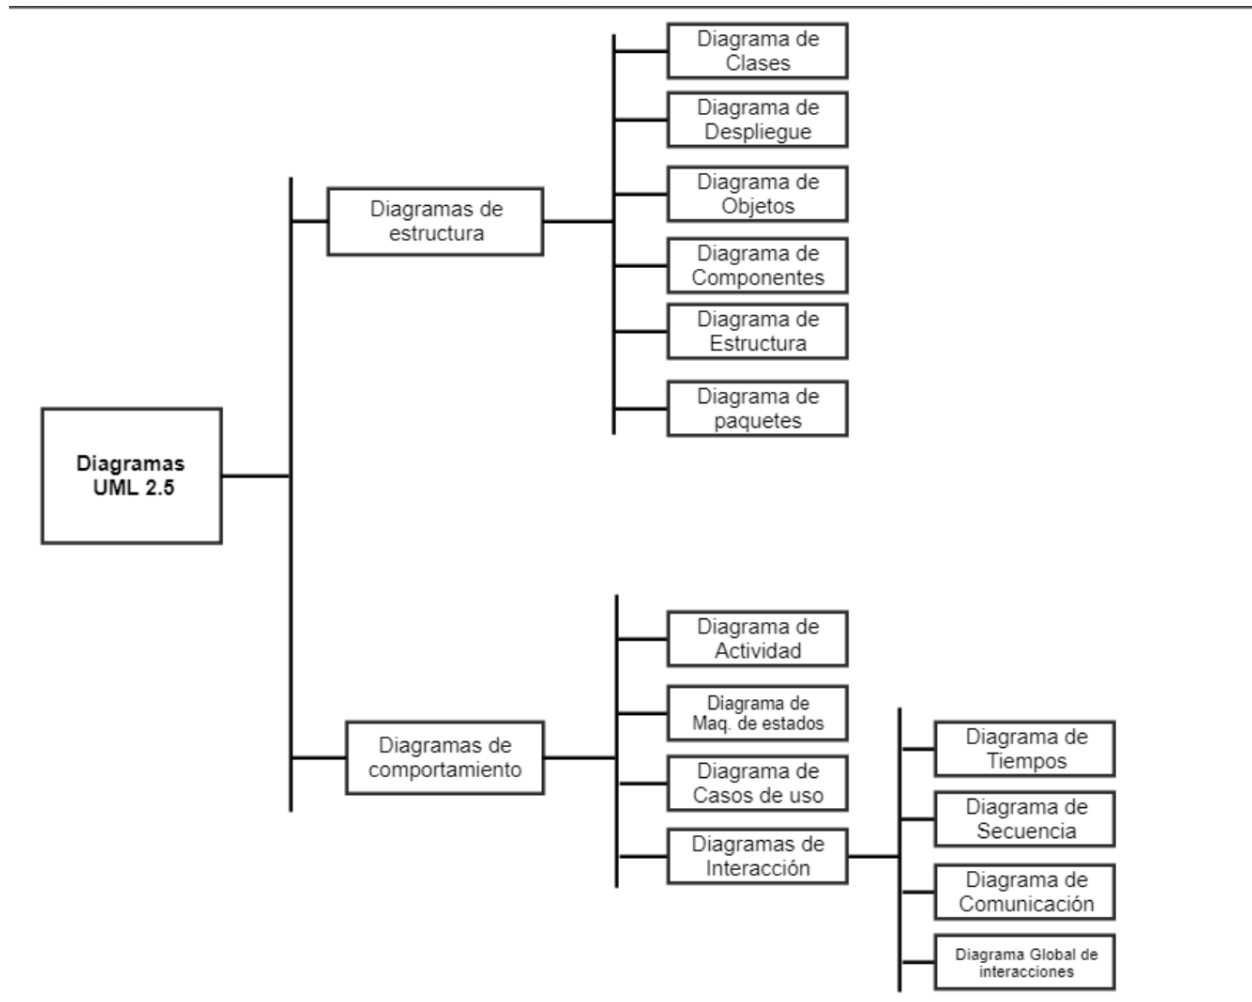 Diagramas
UML 2.5
Diagramas de
estructura
Diagrama de
Clases
Diagrama de
Despliegue
Diagrama de
Objetos
Diagrama de
Componentes
Diagrama de
Estructura
Diagrama de
paquetes
Diagramas de
comportamiento
Diagrama de
Actividad
Diagrama de
Maq. de estados
Diagrama de
Casos de uso
Diagramas de
Interacción
Diagrama de
Tiempos
Diagrama de
Secuencia
Diagrama de
Comunicación
Diagrama Global de
interacciones